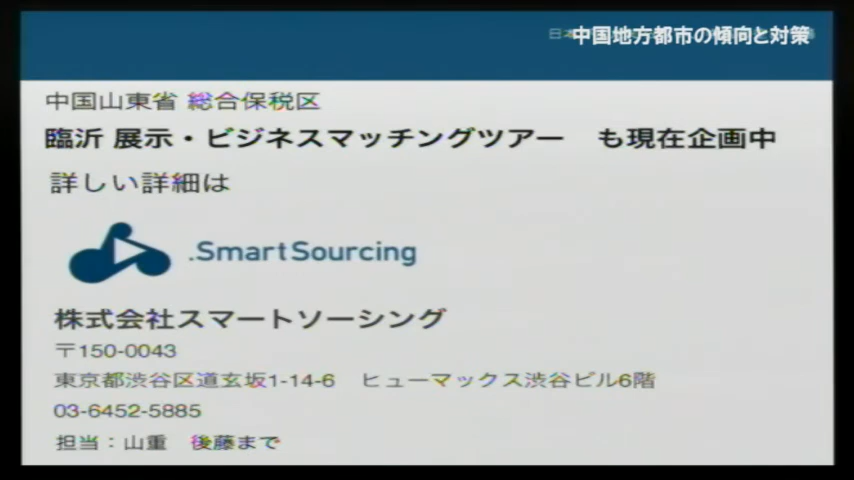 中国地方都市の傾向と対策
中国山東省 総合保税区
臨沂 展示・ビジネスマッチングツアー　も現在企画中
詳しい詳細は
.SmartSourcing
株式会社スマートソーシング
〒150-0043
東京都渋谷区道玄坂1-14-6　ヒューマックス渋谷ビル6階
03-6452-5885
担当：山重　後藤まで